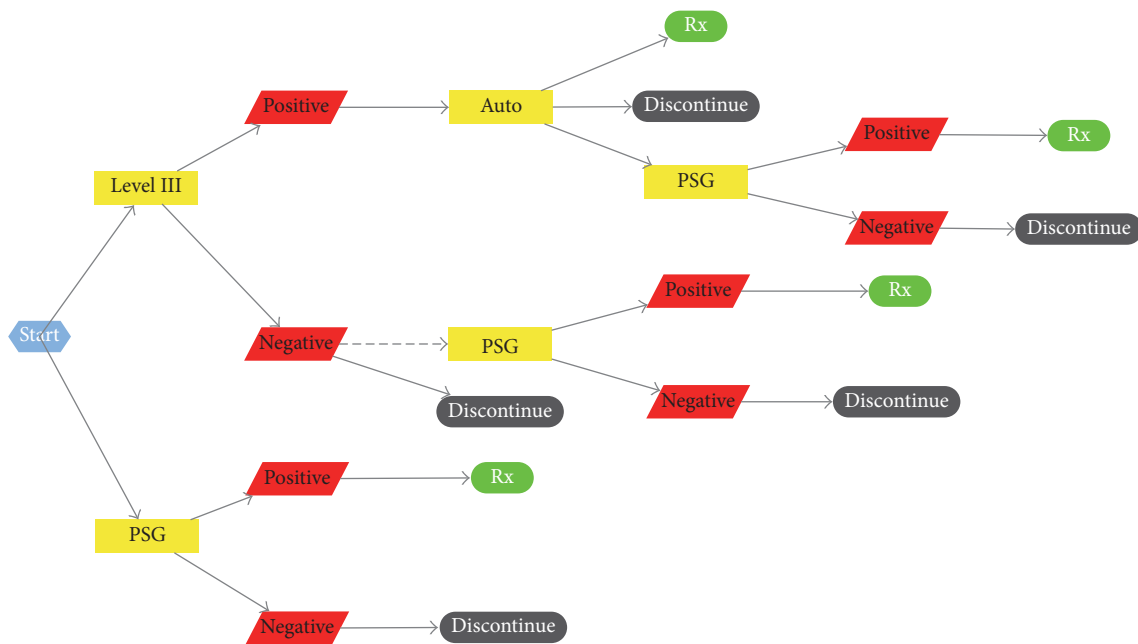 Rx
Positive
Auto
Discontinue
Positive
Rx
Level III
PSG
Negative
Discontinue
Positive
Rx
Start
Negative
PSG
Discontinue
Negative
Discontinue
Positive
Rx
PSG
Negative
Discontinue